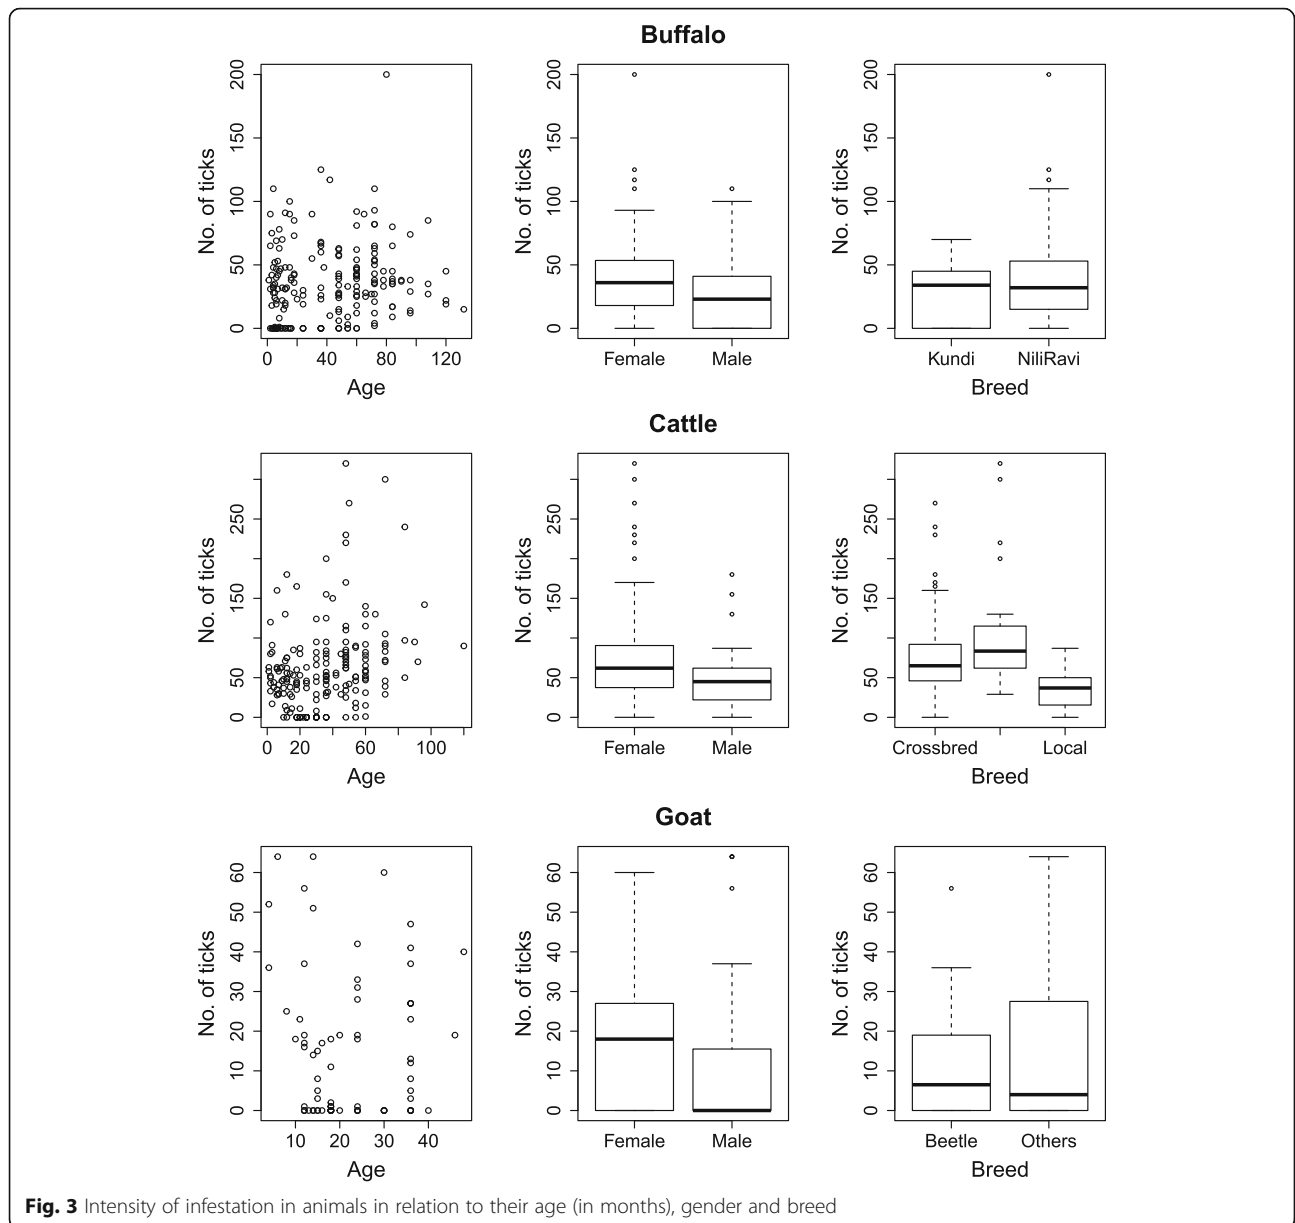 Buffalo
No. of ticks
0 50 100 150 200
0 40 80 120
Age
No. of ticks
0 50 100 150 200
Female Male
No. of ticks
0 50 100 150 200
Kundi NiliRavi
Breed
Cattle
No. of ticks
0 50 150 250
0 20 60 100
Age
No. of ticks
0 50 150 250
Female Male
No. of ticks
0 50 150 250
Crossbred Local
Breed
Goat
No. of ticks
0 10 20 30 40 50 60
10 20 30 40
Age
No. of ticks
0 10 20 30 40 50 60
Female Male
No. of ticks
0 10 20 30 40 50 60
Beetle Others
Breed
Fig. 3 Intensity of infestation in animals in relation to their age (in months), gender and breed